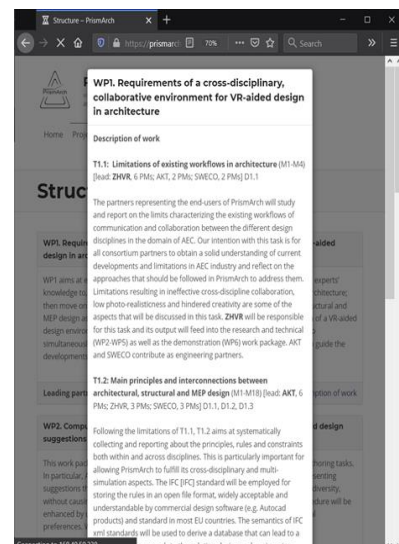 Structure – PrismArch
https://prismarch
70%
Search
PrismArch
Home Proje
Struc
WP1. Requirements of a cross-disciplinary,
collaborative environment for VR-aided design
in architecture
Description of work
T1.1: Limitations of existing workflows in architecture (M1-M4)
[lead: ZHVR, 6 PMs; AKT, 2 PMs; SWECO, 2 PMs] D1.1
The partners representing the end-users of PrismArch will study
and report on the limits characterizing the existing workflows of
communication and collaboration between the different design
disciplines in the domain of AEC. Our intention with this task is for
all consortium partners to obtain a solid understanding of current
developments and limitations in AEC industry and reflect on the
approaches that should be followed in PrismArch to address them.
Limitations resulting in ineffective cross-discipline collaboration,
low photo-realisticness and hindered creativity are some of the
aspects that will be discussed in this task. ZHVR will be responsible
for this task and its output will feed into the research and technical
(WP2-WP5) as well as the demonstration (WP6) work package. AKT
and SWECO contribute as engineering partners.
T1.2: Main principles and interconnections between
architectural, structural and MEP design (M1-M18) [lead: AKT, 6
PMs; ZHVR, 3 PMs; SWECO, 3 PMs] D1.1, D1.2, D1.3
Following the limitations of T1.1, T1.2 aims at systematically
collecting and reporting about the principles, rules and constraints
both within and across disciplines. This is particularly important for
allowing PrismArch to fulfill its cross-disciplinary and multi-
simulation aspects. The IFC [IFC] standard will be employed for
storing the rules in an open file format, widely acceptable and
understandable by commercial design software (e.g. Autocad
products) and standard in most EU countries. The semantics of IFC
xml standards will be used to derive a database that can lead to a
WP1. Requir
design in arc
-aided
WP1 aims at e
knowledge to
then move on
MEP design a
design enviro
simultaneous
developments
experts'
chitecture;
uctural and
of a VR-aided
guide the
Leading part
ption of work
WP2. Compu
suggestions
d design
This work pac
In particular,
suggestions t
without cause
enhanced by
preferences.
horing tasks.
senting
diversity,
dure will be